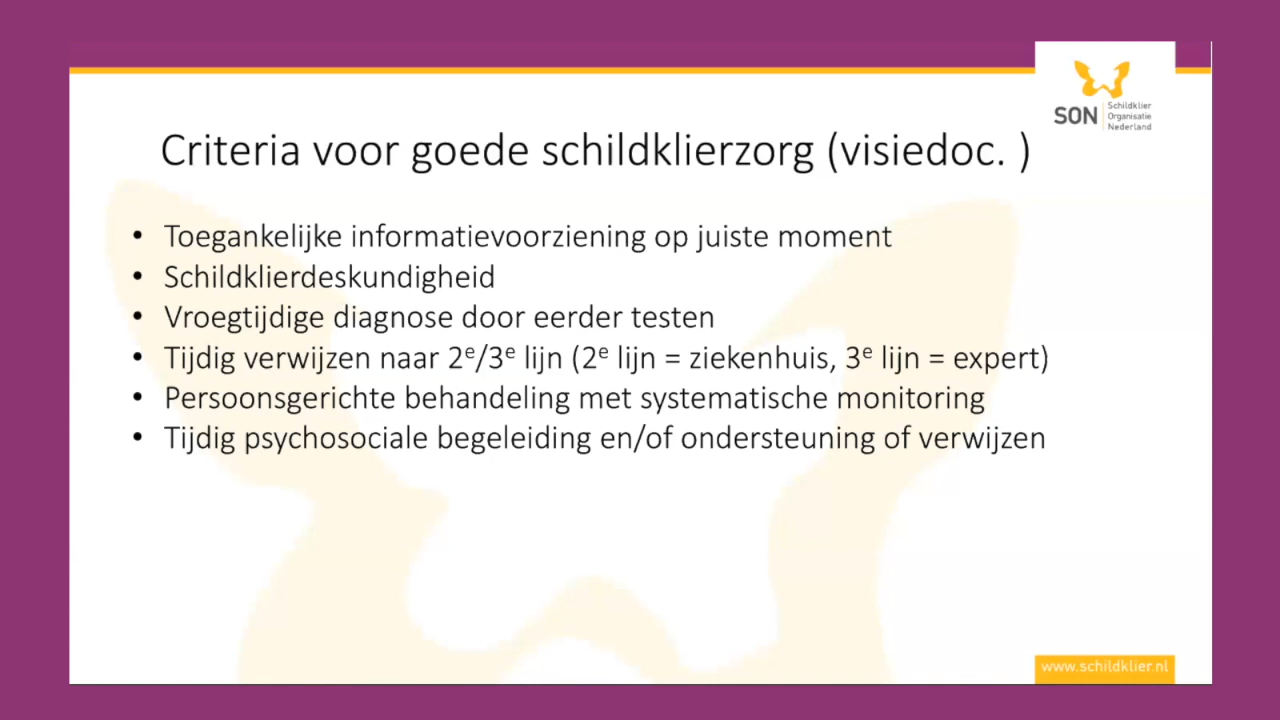 SON
Schildklier
Organisatie
Nederland
Criteria voor goede schildklierzorg (visiedoc. )
• Toegankelijke informatievoorziening op juiste moment
• Schildklierdeskundigheid
• Vroegtijdige diagnose door eerder testen
• Tijdig verwijzen naar 2ᵉ/3ᵉ lijn (2ᵉ lijn = ziekenhuis, 3ᵉ lijn = expert)
• Persoonsgerichte behandeling met systematische monitoring
• Tijdig psychosociale begeleiding en/of ondersteuning of verwijzen
www.schildklier.nl